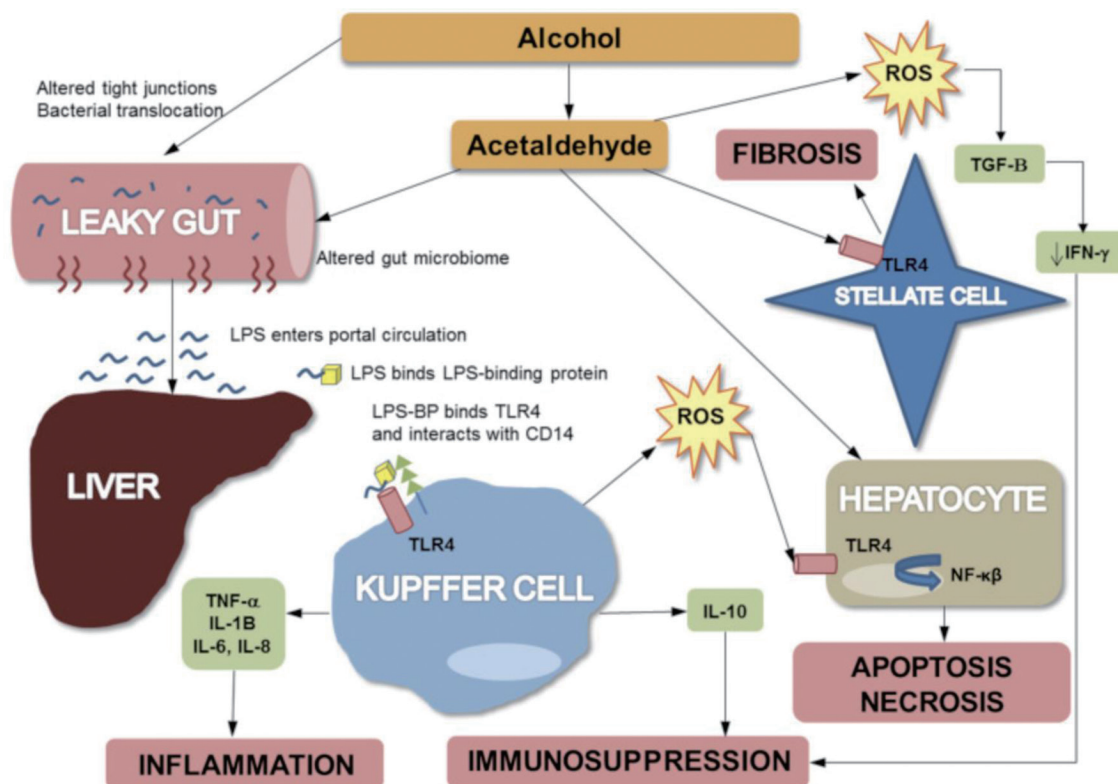 Alcohol
ROS
Altered tight junctions
Bacterial translocation
Acetaldehyde
FIBROSIS
TGF-B
LEAKY GUT
↓IFN-γ
Altered gut microbiome
TLR4
STELLATE CELL
LPS enters portal circulation
LPS binds LPS-binding protein
LPS-BP binds TLR4
and interacts with CD14
ROS
LIVER
HEPATOCYTE
TLR4
TLR4
NF-κβ
KUPFFER CELL
TNF-α
IL-1B
IL-6, IL-8
IL-10
APOPTOSIS
NECROSIS
INFLAMMATION
IMMUNOSUPPRESSION